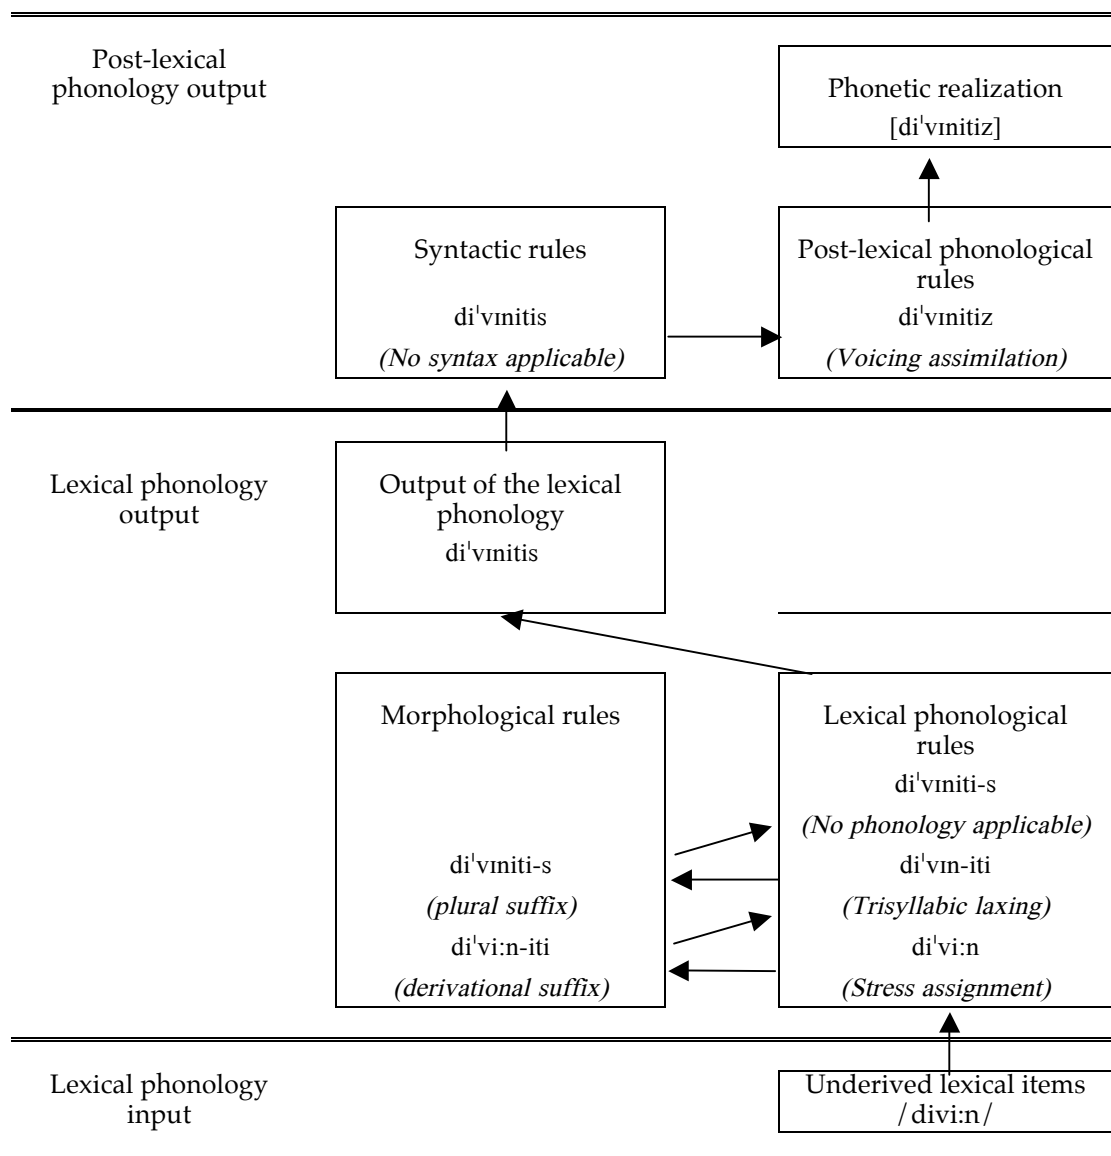 Post-lexical
phonology output
Phonetic realization
[diˈvɪnitiz]
Syntactic rules
diˈvɪnitis
(No syntax applicable)
Post-lexical phonological
rules
diˈvɪnitiz
(Voicing assimilation)
Lexical phonology
output
Output of the lexical
phonology
diˈvɪnitis
Morphological rules
diˈvɪniti-s
(plural suffix)
diˈvi:n-iti
(derivational suffix)
Lexical phonological
rules
diˈvɪniti-s
(No phonology applicable)
diˈvɪn-iti
(Trisyllabic laxing)
diˈvi:n
(Stress assignment)
Lexical phonology
input
Underived lexical items
/divi:n/